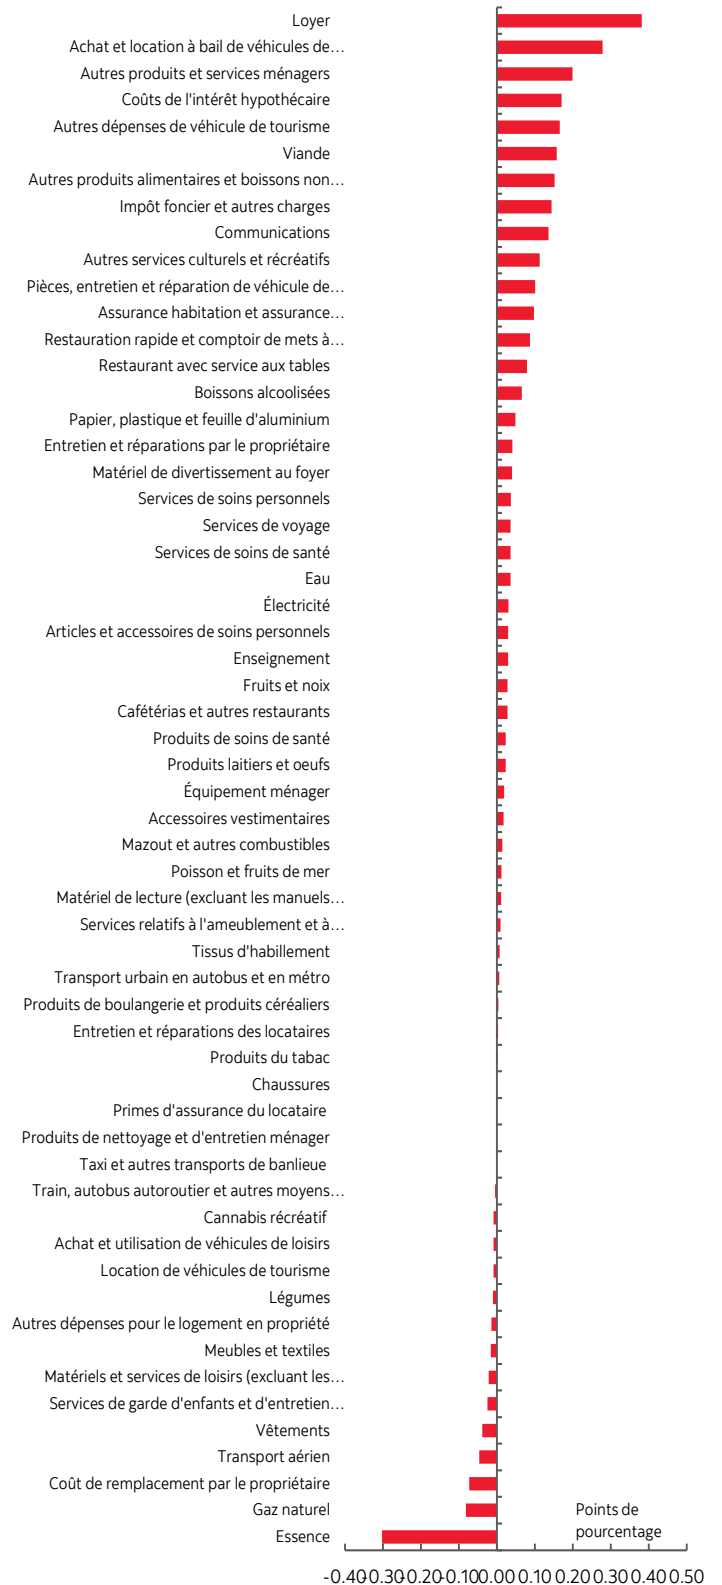 Loyer
Achat et location à bail de véhicules de…
Autres produits et services ménagers
Coûts de l'intérêt hypothécaire
Autres dépenses de véhicule de tourisme
Viande
Autres produits alimentaires et boissons non…
Impôt foncier et autres charges
Communications
Autres services culturels et récréatifs
Pièces, entretien et réparation de véhicule de…
Assurance habitation et assurance…
Restauration rapide et comptoir de mets à…
Restaurant avec service aux tables
Boissons alcoolisées
Papier, plastique et feuille d'aluminium
Entretien et réparations par le propriétaire
Matériel de divertissement au foyer
Services de soins personnels
Services de voyage
Services de soins de santé
Eau
Électricité
Articles et accessoires de soins personnels
Enseignement
Fruits et noix
Cafétérias et autres restaurants
Produits de soins de santé
Produits laitiers et oeufs
Équipement ménager
Accessoires vestimentaires
Mazout et autres combustibles
Poisson et fruits de mer
Matériel de lecture (excluant les manuels…
Services relatifs à l'ameublement et à…
Tissus d'habillement
Transport urbain en autobus et en métro
Produits de boulangerie et produits céréaliers
Entretien et réparations des locataires
Produits du tabac
Chaussures
Primes d'assurance du locataire
Produits de nettoyage et d'entretien ménager
Taxi et autres transports de banlieue
Train, autobus autoroutier et autres moyens…
Cannabis récréatif
Achat et utilisation de véhicules de loisirs
Location de véhicules de tourisme
Légumes
Autres dépenses pour le logement en propriété
Meubles et textiles
Matériels et services de loisirs (excluant les…
Services de garde d'enfants et d'entretien…
Vêtements
Transport aérien
Coût de remplacement par le propriétaire
Gaz naturel
Essence
Points de
pourcentage
-0.40 -0.30 -0.20 -0.10 0.00 0.10 0.20 0.30 0.40 0.50